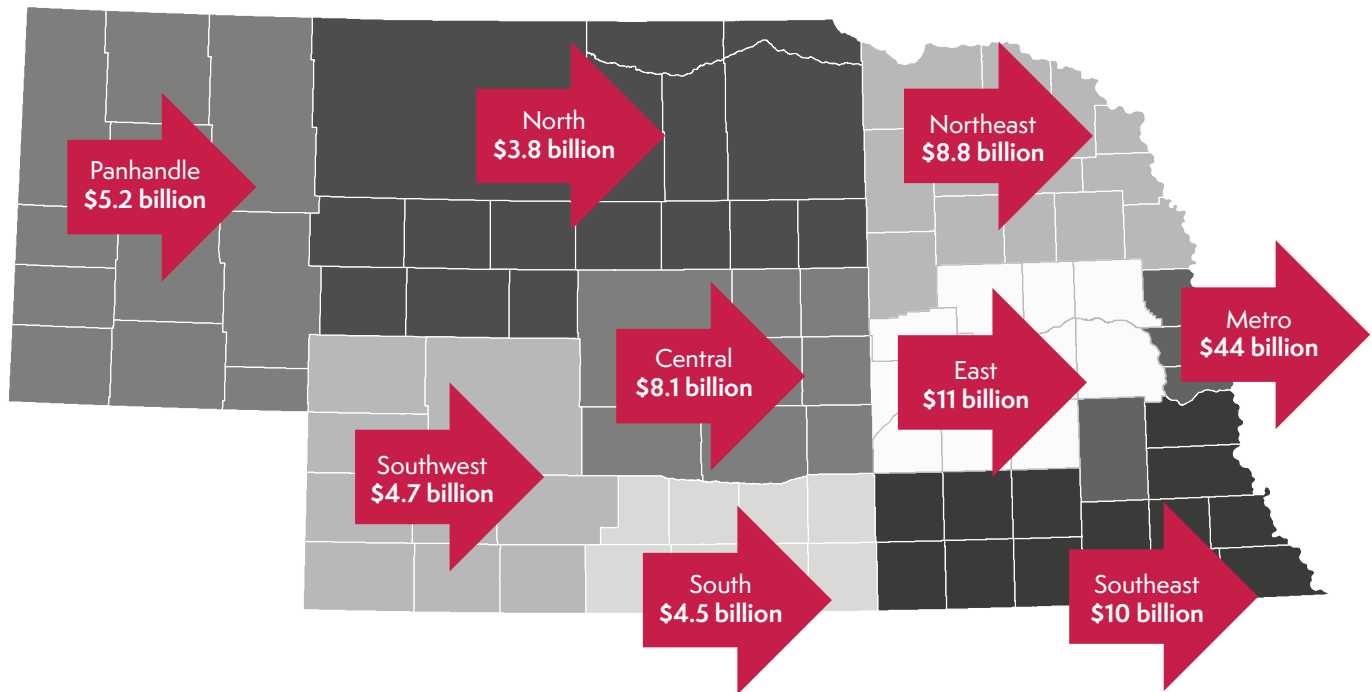 North
$3.8 billion
Northeast
$8.8 billion
Panhandle
$5.2 billion
Metro
$44 billion
Central
$8.1 billion
East
$11 billion
Southwest
$4.7 billion
South
$4.5 billion
Southeast
$10 billion